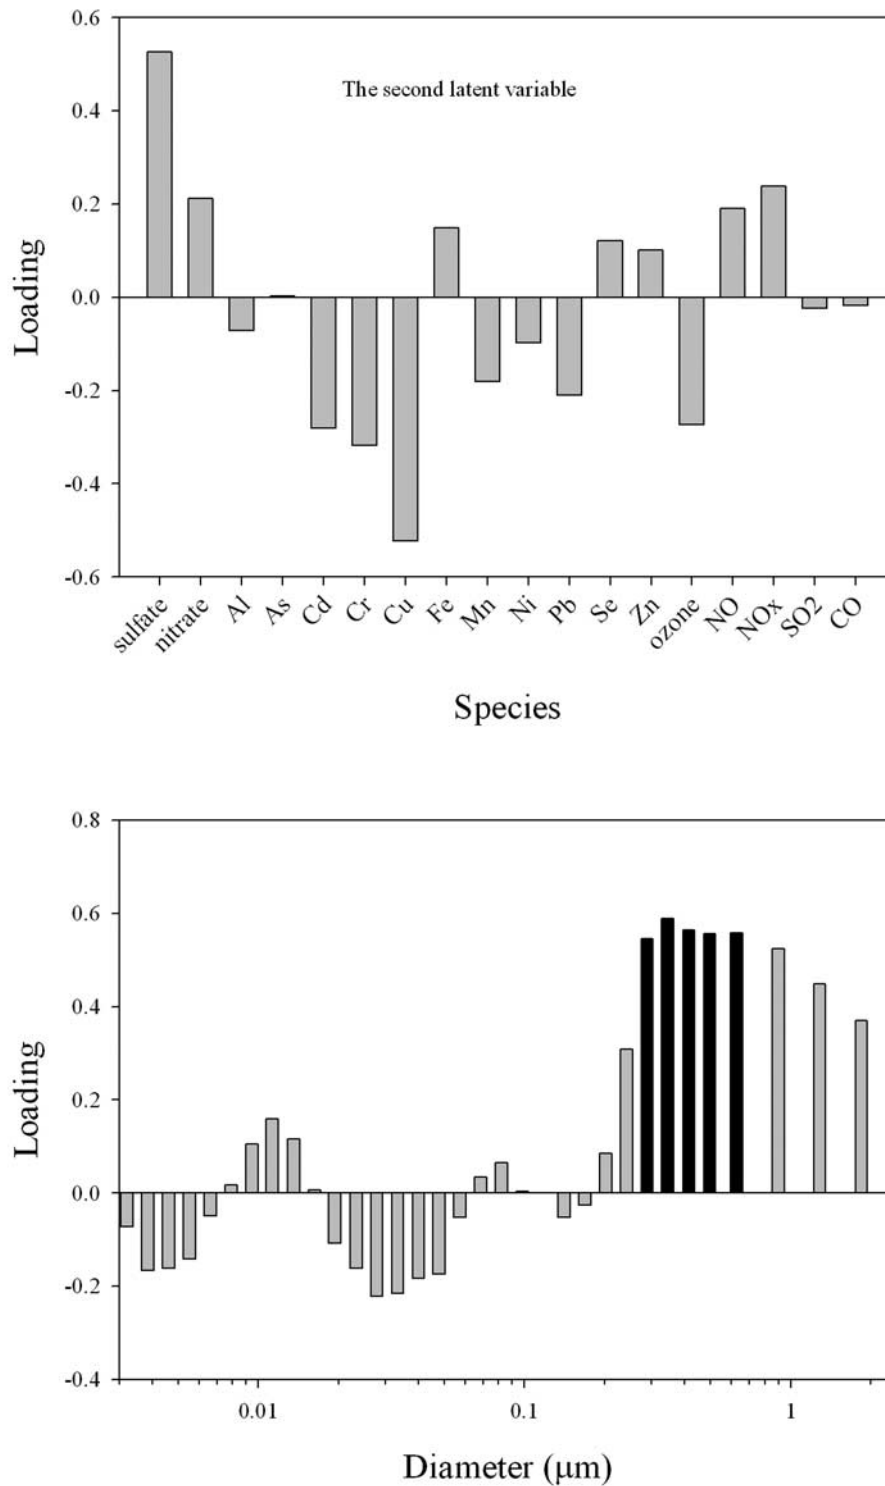 0.6
The second latent variable
0.4
0.2
0.0
-0.2
-0.4
-0.6
Loading
sulfate nitrate Al As Cd Cr Cu Fe Mn Ni Pb Se Zn ozone NO NOx SO2 CO
Species
0.8
0.6
0.4
0.2
0.0
-0.2
-0.4
Loading
0.01 0.1 1
Diameter (μm)